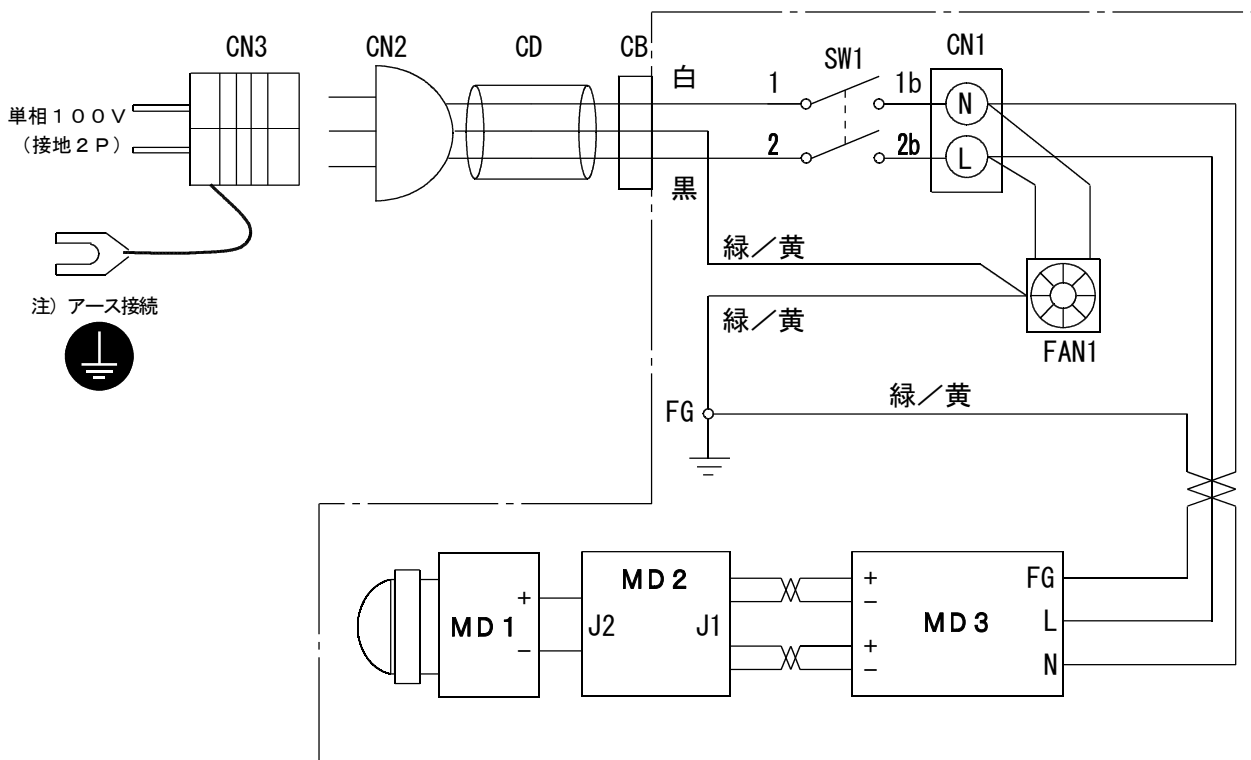 CN3
CN2
CD
CB
SW1
CN1
白
1
1b
N
単相100V
(接地2P)
2
2b
L
黒
緑/黄
緑/黄
FAN1
注) アース接続
FG
緑/黄
MD1
+
−
MD2
J2
J1
+
−
+
−
MD3
FG
L
N